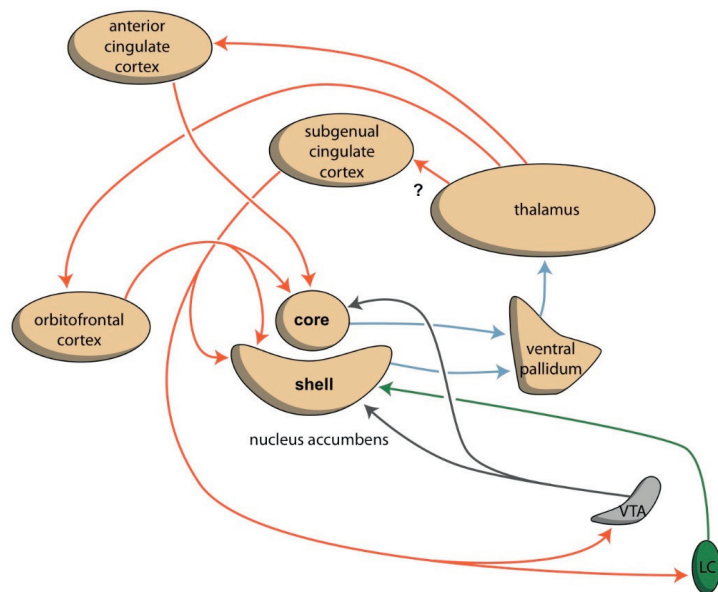 anterior
cingulate
cortex
subgenual
cingulate
cortex
?
thalamus
orbitofrontal
cortex
core
ventral
pallidum
shell
nucleus accumbens
VTA
LC